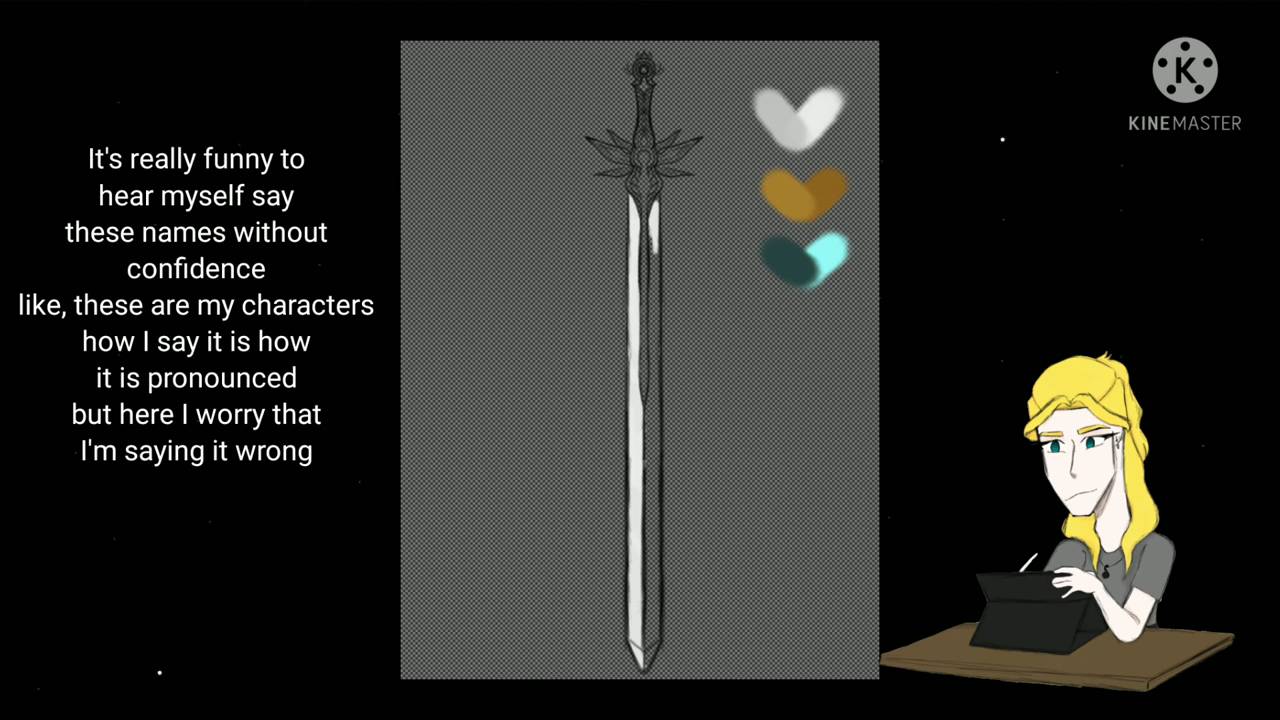 It's really funny to
hear myself say
these names without
confidence
like, these are my characters
how I say it is how
it is pronounced
but here I worry that
I'm saying it wrong
K
KINEMASTER